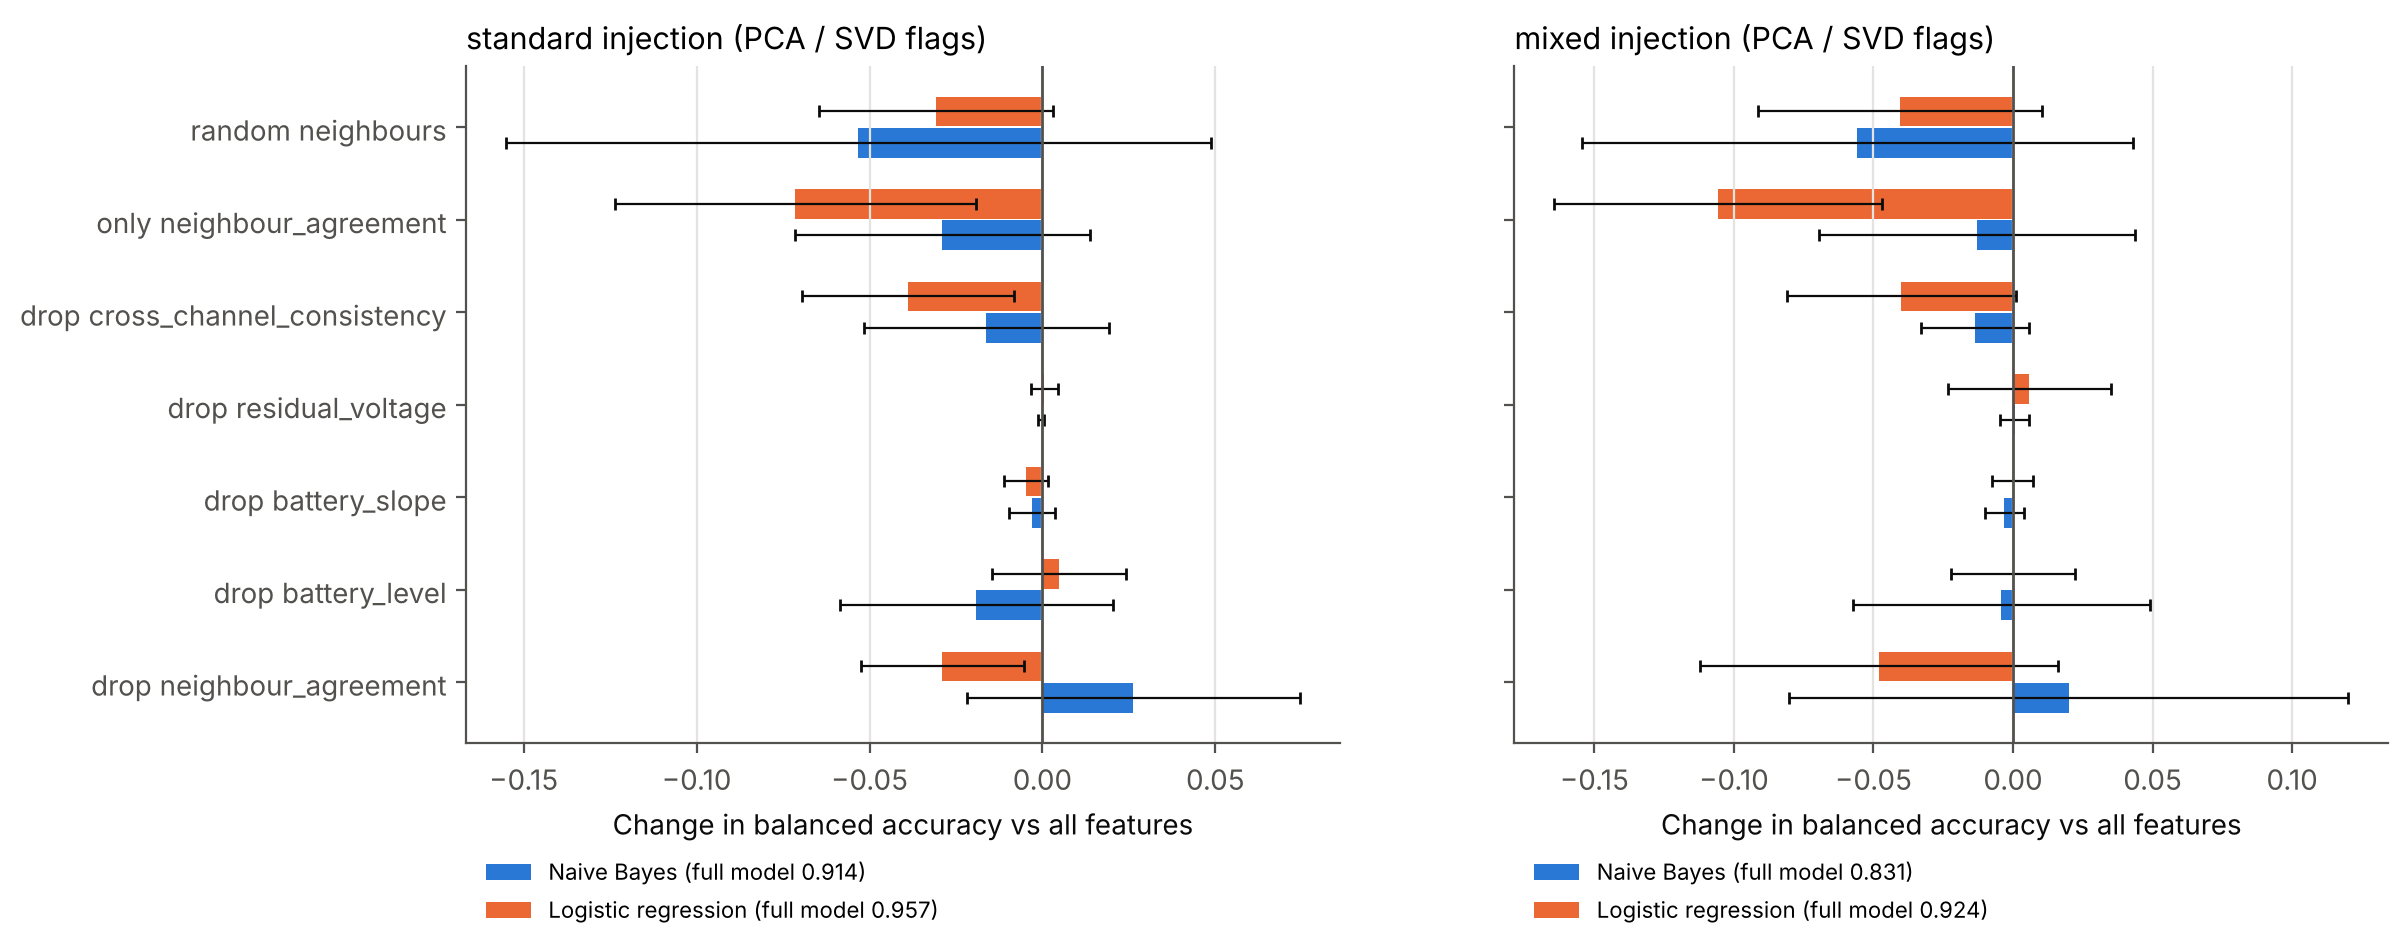 standard injection (PCA / SVD flags)
random neighbours
only neighbour_agreement
drop cross_channel_consistency
drop residual_voltage
drop battery_slope
drop battery_level
drop neighbour_agreement
−0.15 −0.10 −0.05 0.00 0.05
Change in balanced accuracy vs all features
Naive Bayes (full model 0.914)
Logistic regression (full model 0.957)
mixed injection (PCA / SVD flags)
−0.15 −0.10 −0.05 0.00 0.05 0.10
Change in balanced accuracy vs all features
Naive Bayes (full model 0.831)
Logistic regression (full model 0.924)